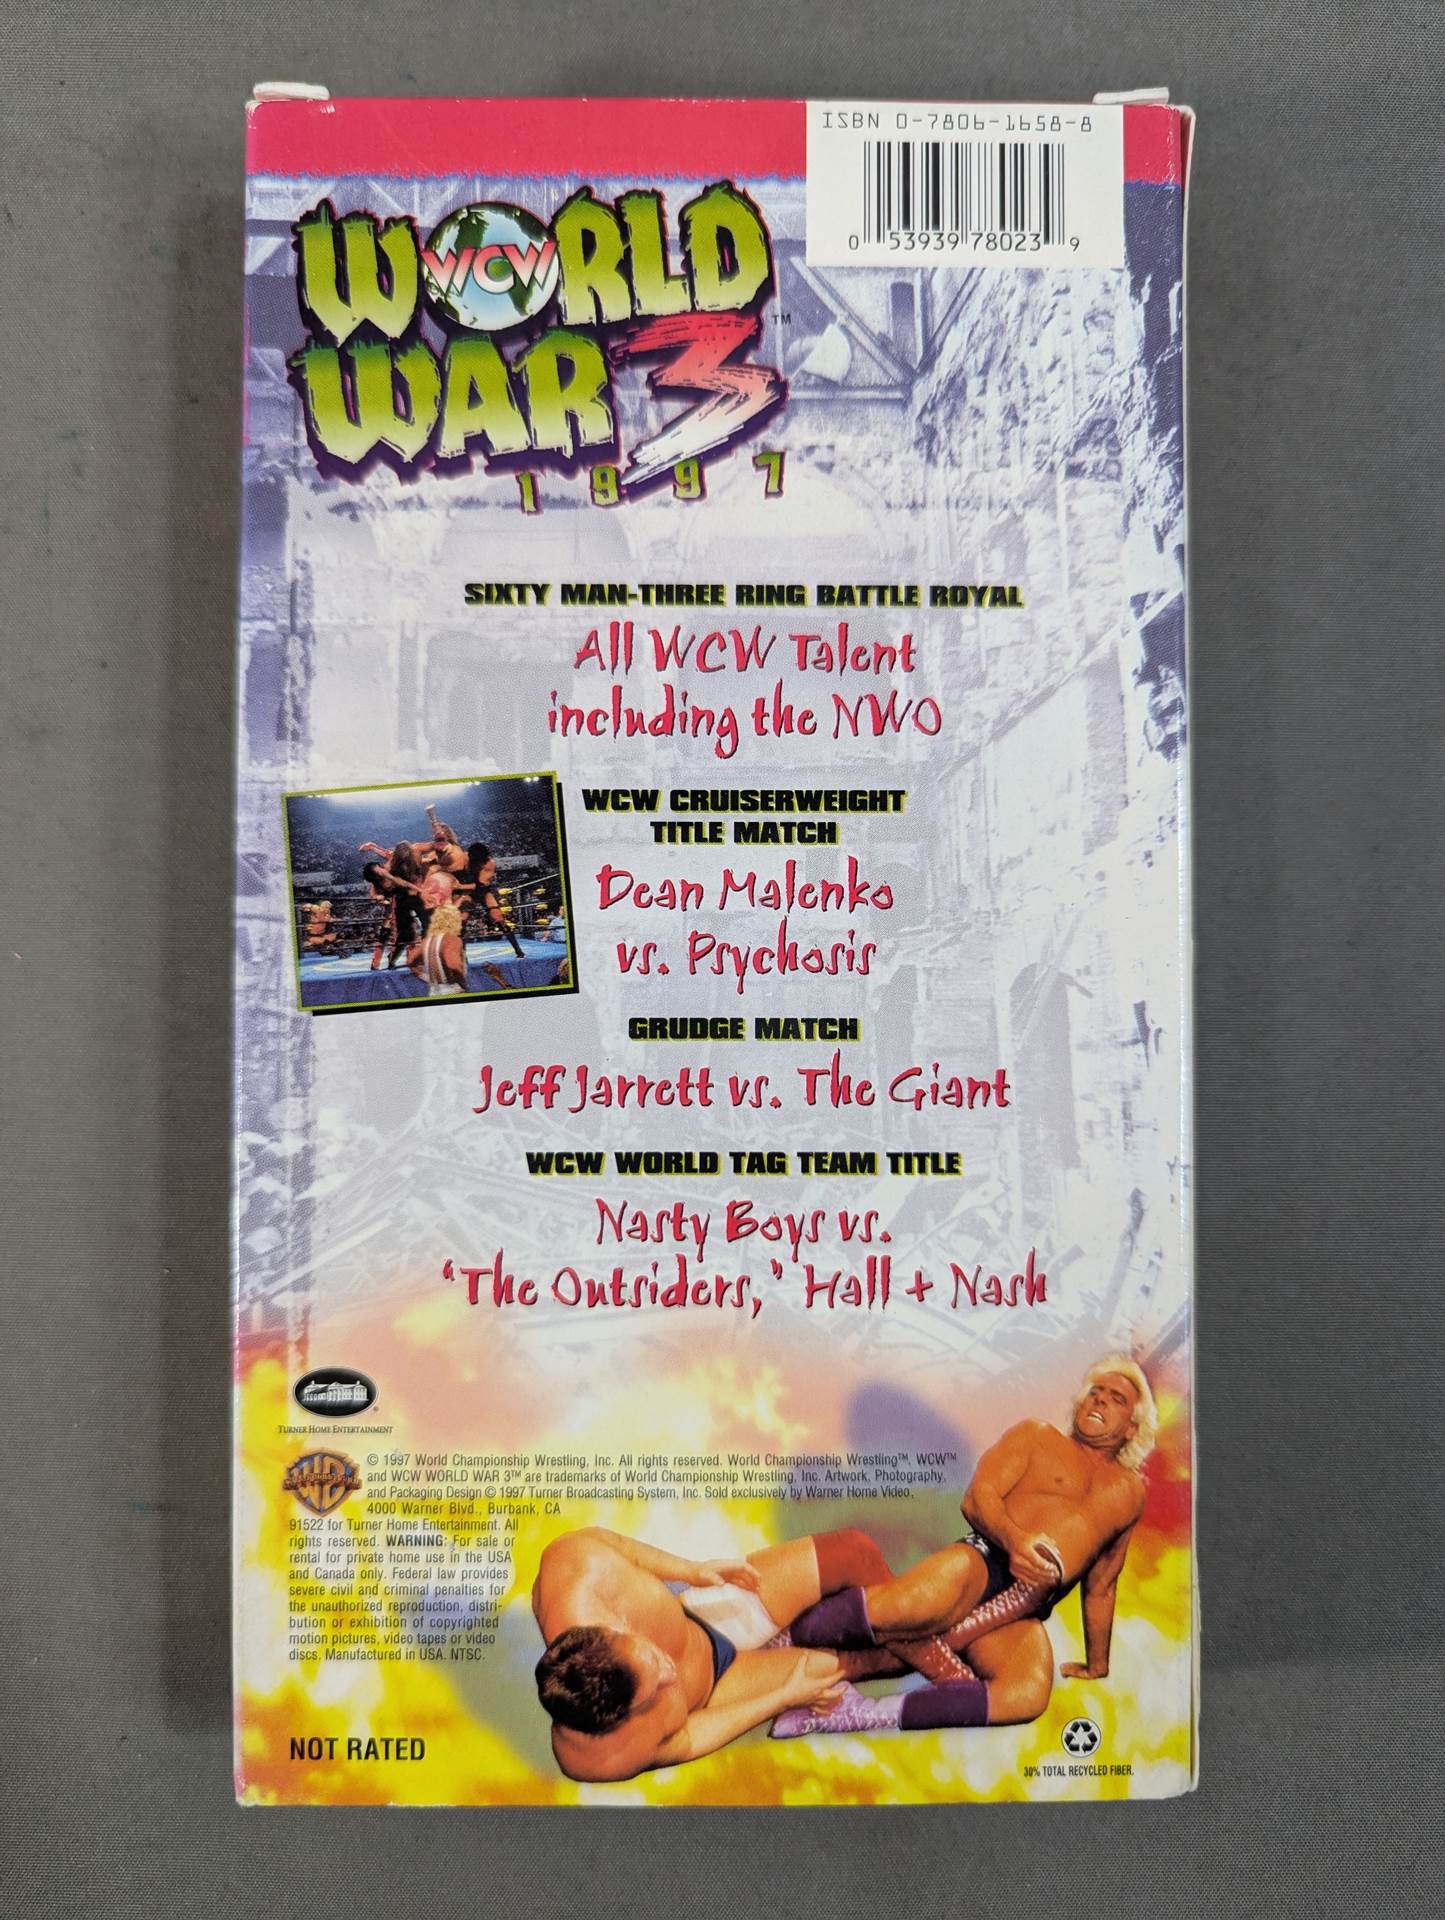 ISBN 0-7806-1658-8
0 53939 78023 9
WORLD
WCW
WAR 3™
1997
SIXTY MAN-THREE RING BATTLE ROYAL
All WCW Talent
including the NWO
WCW CRUISERWEIGHT
TITLE MATCH
Dean Malenko
vs. Psychosis
GRUDGE MATCH
Jeff Jarrett vs. The Giant
WCW WORLD TAG TEAM TITLE
Nasty Boys vs.
“The Outsiders,” Hall + Nash
TURNER HOME ENTERTAINMENT
WB
© 1997 World Championship Wrestling, Inc. All rights reserved. World Championship Wrestling™, WCW™
and WCW WORLD WAR 3™ are trademarks of World Championship Wrestling, Inc. Artwork, Photography,
and Packaging Design © 1997 Turner Broadcasting System, Inc. Sold exclusively by Warner Home Video,
4000 Warner Blvd., Burbank, CA
91522 for Turner Home Entertainment. All
rights reserved. WARNING: For sale or
rental for private home use in the USA
and Canada only. Federal law provides
severe civil and criminal penalties for
the unauthorized reproduction, distri-
bution or exhibition of copyrighted
motion pictures, video tapes or video
discs. Manufactured in USA. NTSC.
NOT RATED
30% TOTAL RECYCLED FIBER.